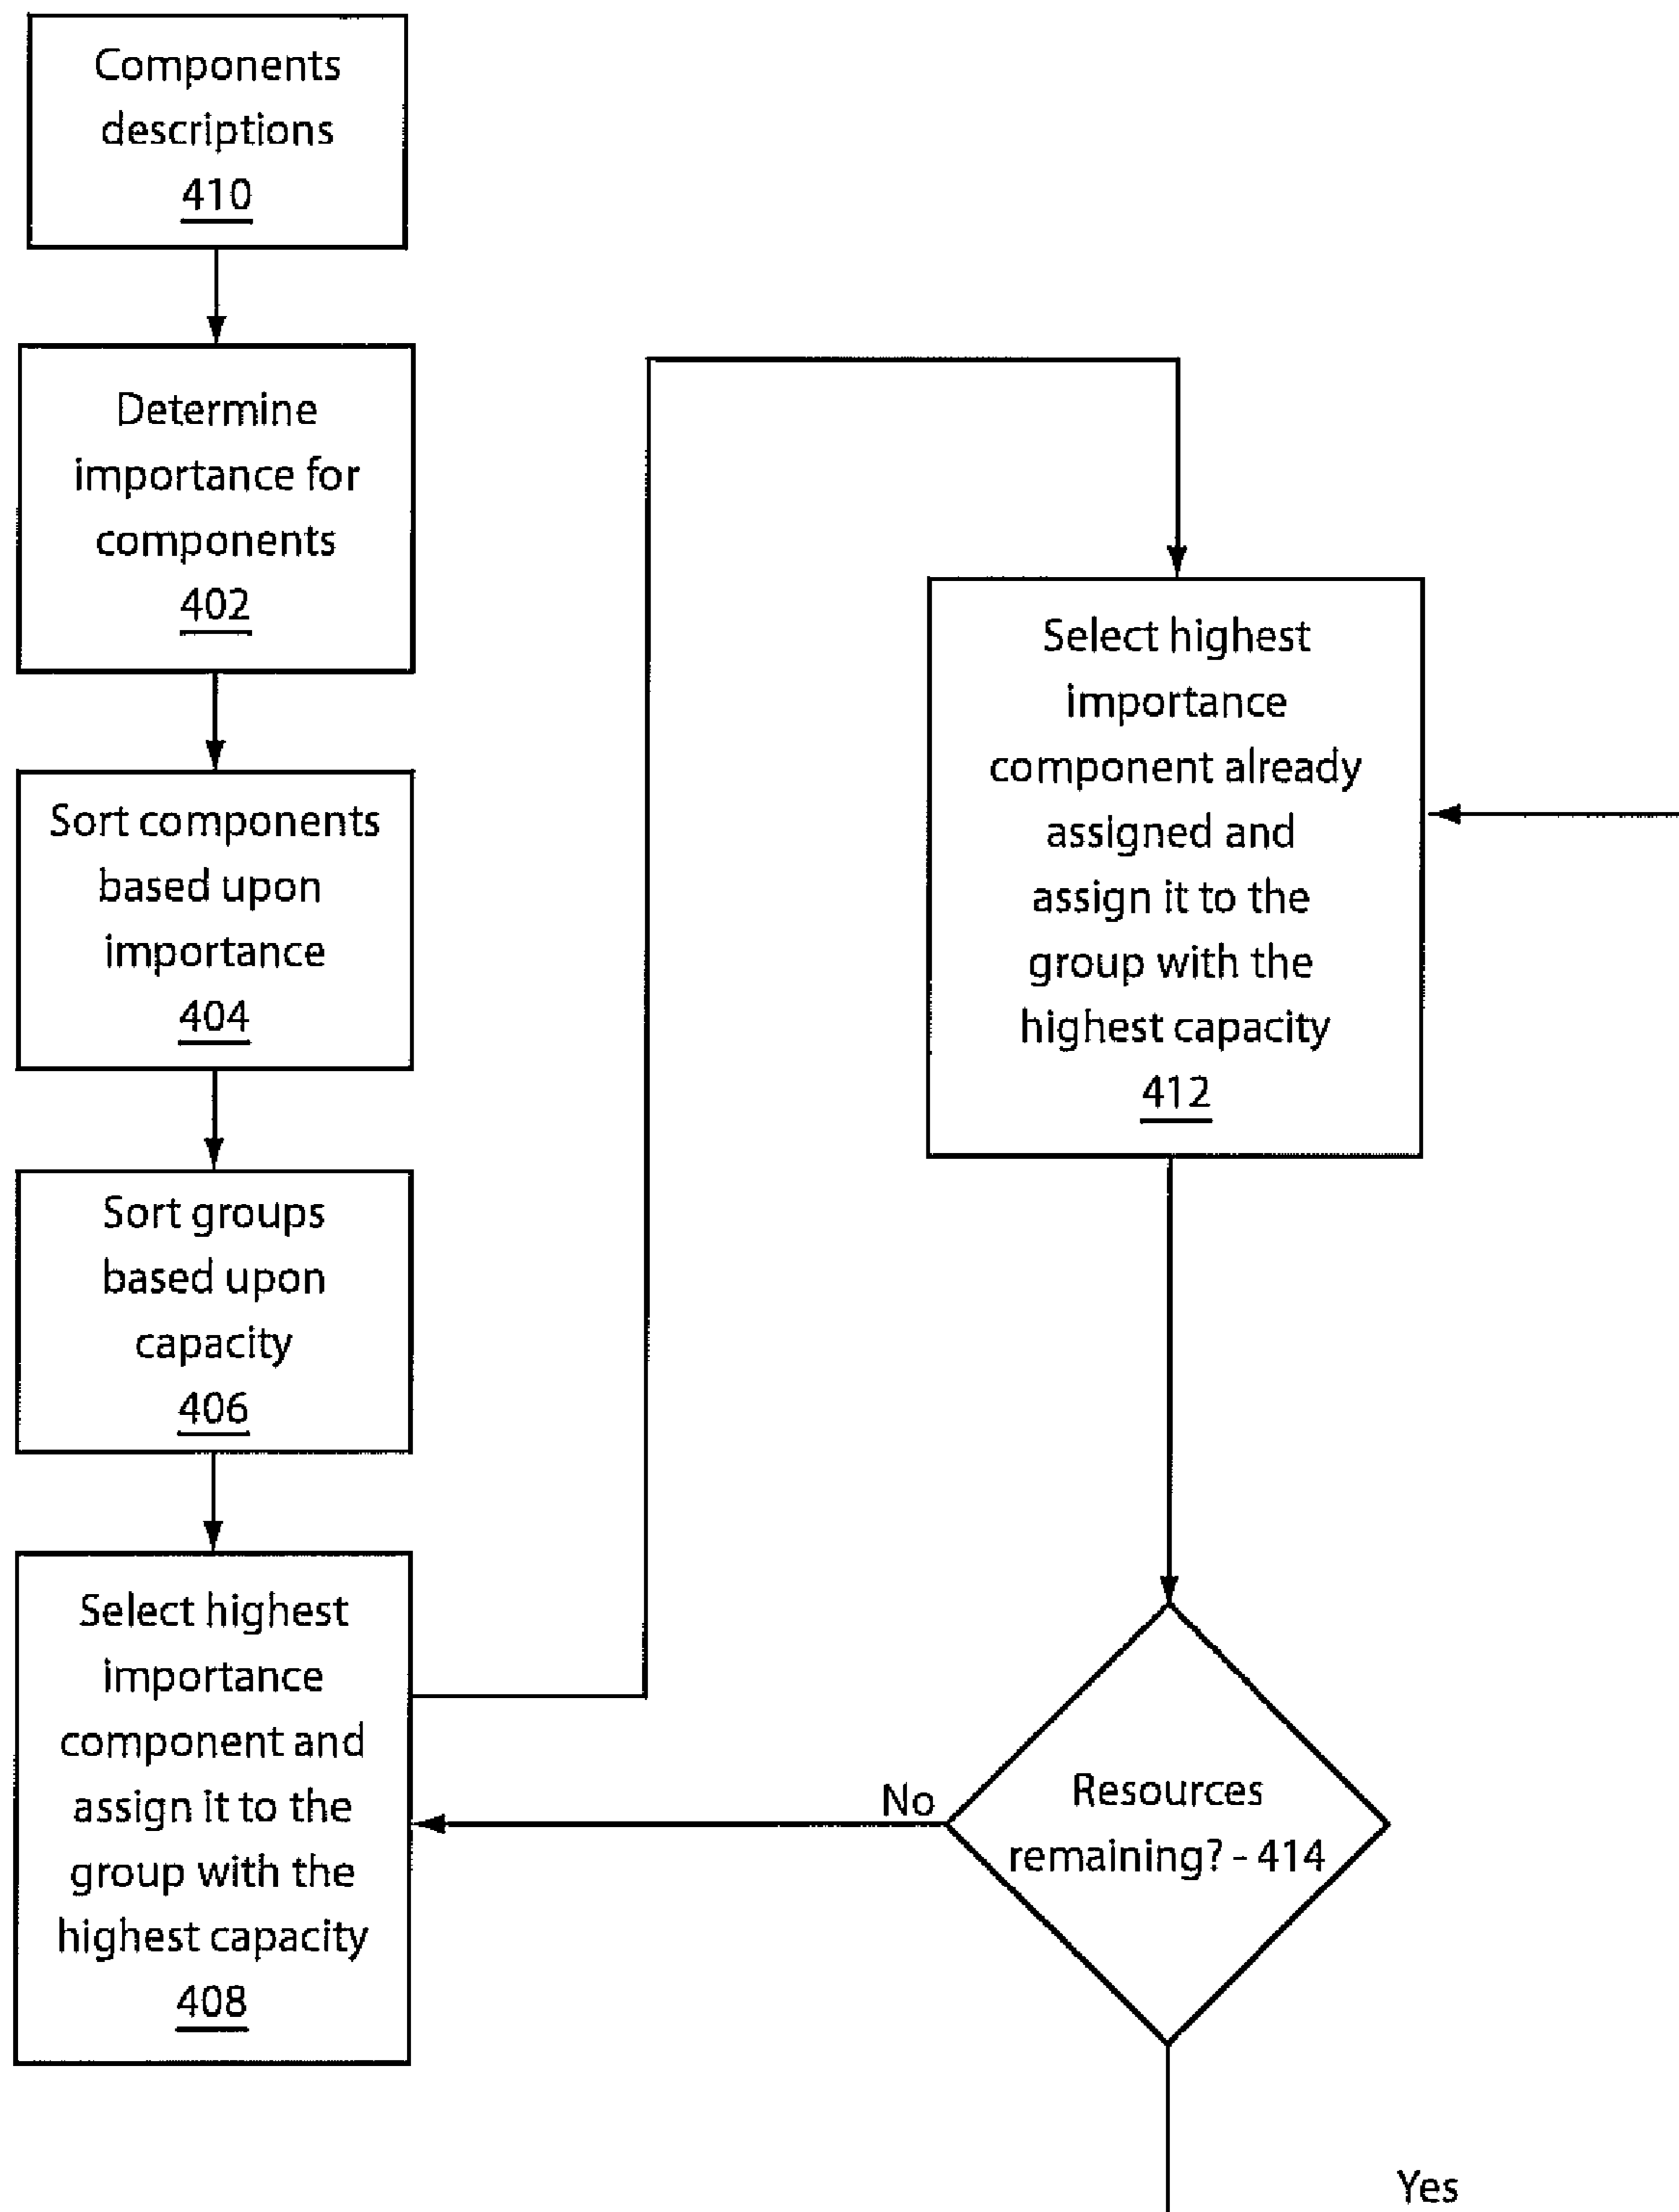 Components
descriptions
410
Determine
importance for
components
402
Sort components
based upon
importance
404
Sort groups
based upon
capacity
406
Select highest
importance
component and
assign it to the
group with the
highest capacity
408
Select highest
importance
component already
assigned and
assign it to the
group with the
highest capacity
412
No
Resources
remaining? - 414
Yes